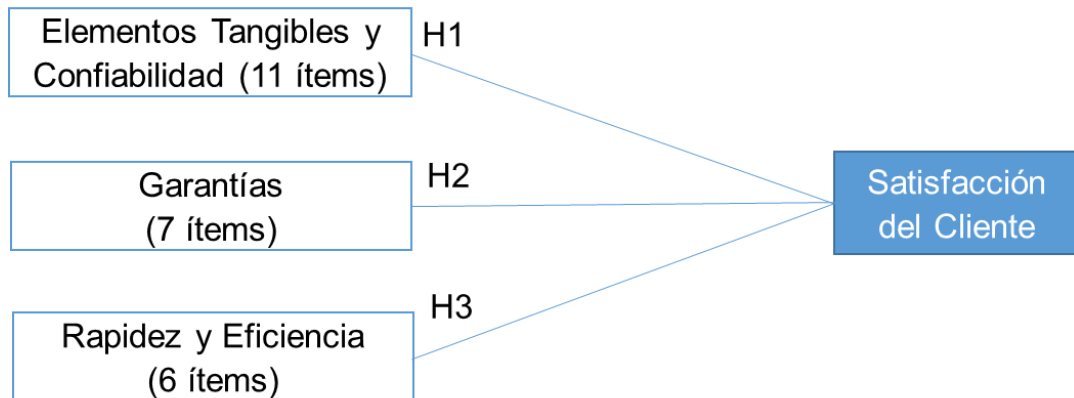 Elementos Tangibles y
Confiabilidad (11 ítems)
H1
Garantías
(7 ítems)
H2
Rapidez y Eficiencia
(6 ítems)
H3
Satisfacción
del Cliente